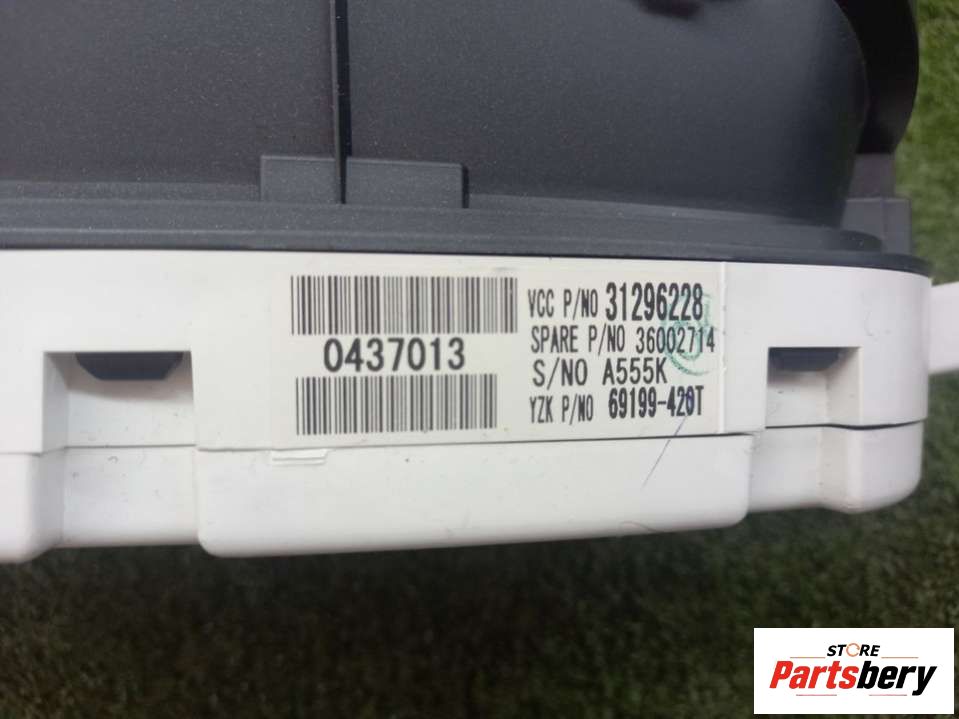 VCC P/NO 31296228
SPARE P/NO 36002714
0437013
S/NO A555K
YZK P/NO 69199-420T
STORE
Partsbery